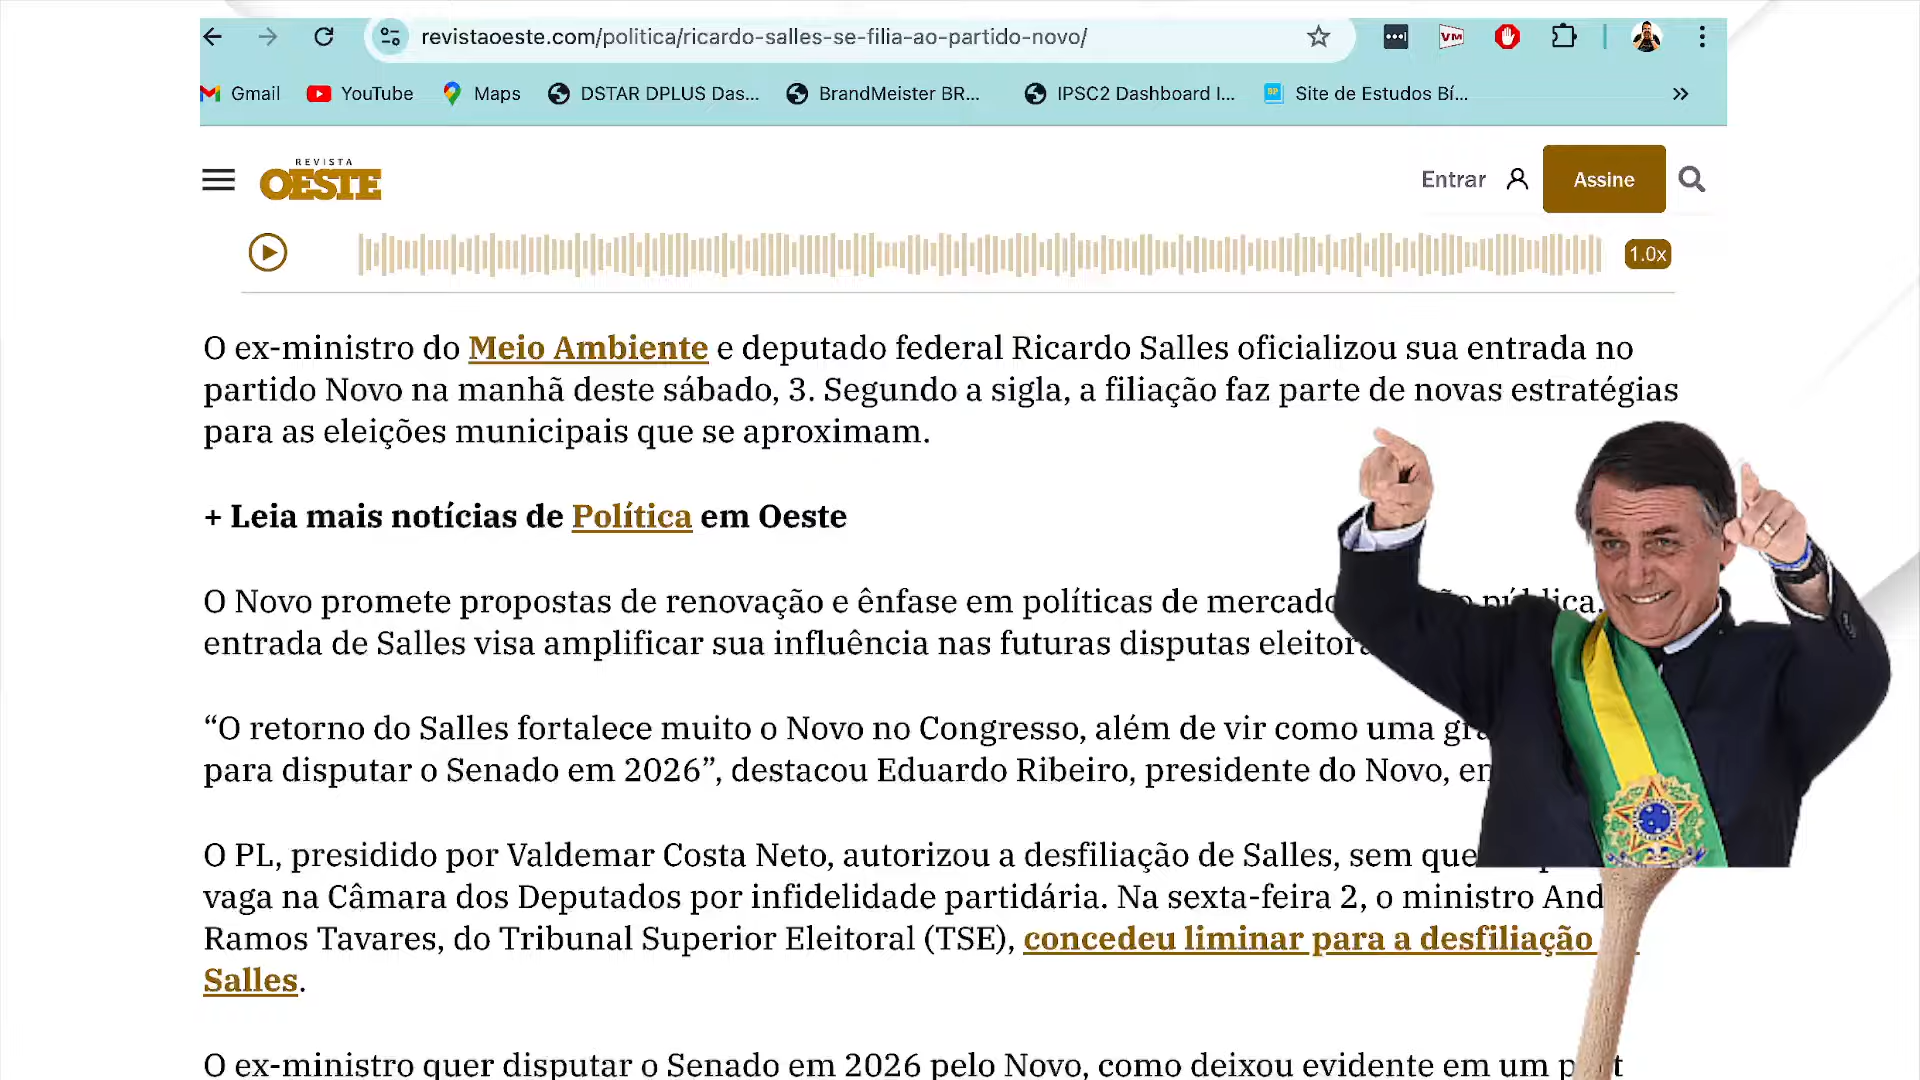 revistaoeste.com/politica/ricardo-salles-se-filia-ao-partido-novo/
VM
Gmail YouTube Maps DSTAR DPLUS Das... BrandMeister BR... IPSC2 Dashboard I... Site de Estudos Bí...
REVISTA
OESTE
Entrar Assine
1.0x
O ex-ministro do Meio Ambiente e deputado federal Ricardo Salles oficializou sua entrada no
partido Novo na manhã deste sábado, 3. Segundo a sigla, a filiação faz parte de novas estratégias
para as eleições municipais que se aproximam.
+ Leia mais notícias de Política em Oeste
O Novo promete propostas de renovação e ênfase em políticas de mercado
entrada de Salles visa amplificar sua influência nas futuras disputas
“O retorno do Salles fortalece muito o Novo no Congresso, além de vir como uma
para disputar o Senado em 2026”, destacou Eduardo Ribeiro, presidente do Novo,
O PL, presidido por Valdemar Costa Neto, autorizou a desfiliação de Salles, sem que
vaga na Câmara dos Deputados por infidelidade partidária. Na sexta-feira 2, o ministro
Ramos Tavares, do Tribunal Superior Eleitoral (TSE), concedeu liminar para a desfiliação
Salles.
O ex-ministro quer disputar o Senado em 2026 pelo Novo, como deixou evidente em um